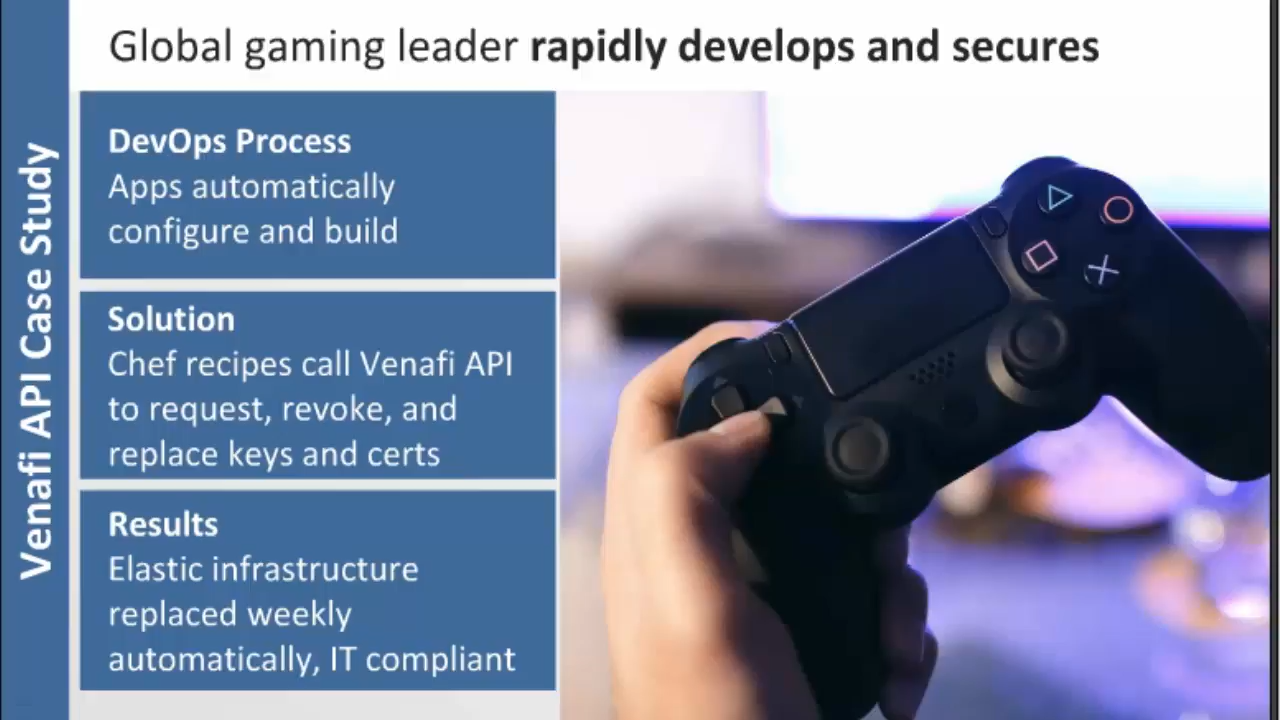 Global gaming leader rapidly develops and secures
Venafi API Case Study
DevOps Process
Apps automatically
configure and build
Solution
Chef recipes call Venafi API
to request, revoke, and
replace keys and certs
Results
Elastic infrastructure
replaced weekly
automatically, IT compliant